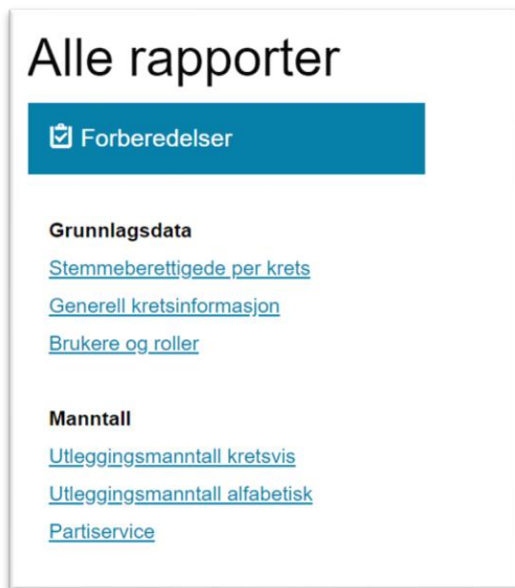 Alle rapporter
Forberedelser
Grunnlagsdata
Stemmeberettigede per krets
Generell kretsinformasjon
Brukere og roller
Manntall
Utleggingsmanntall kretsvis
Utleggingsmanntall alfabetisk
Partiservice